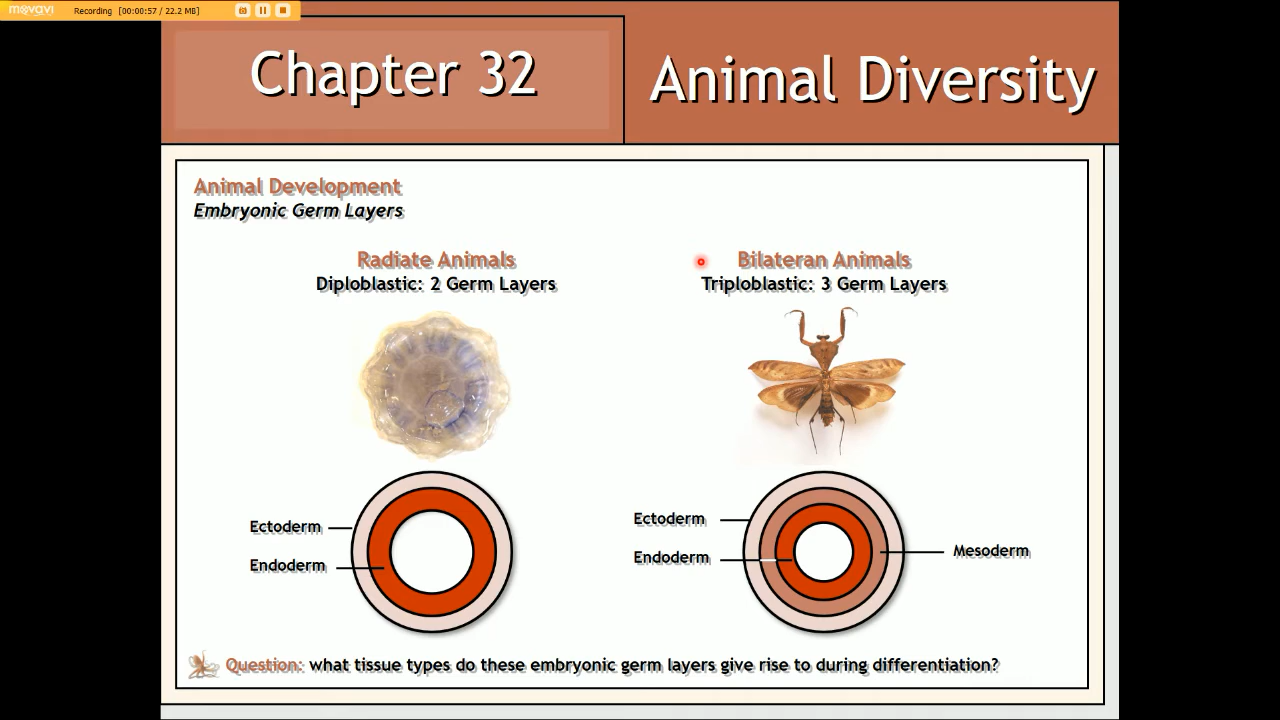 movavi Recording [00:00:57 / 22.2 MB]
Chapter 32
Animal Diversity
Animal Development
Embryonic Germ Layers
Radiate Animals
Diploblastic: 2 Germ Layers
Bilateran Animals
Triploblastic: 3 Germ Layers
Ectoderm
Endoderm
Ectoderm
Endoderm
Mesoderm
Question: what tissue types do these embryonic germ layers give rise to during differentiation?